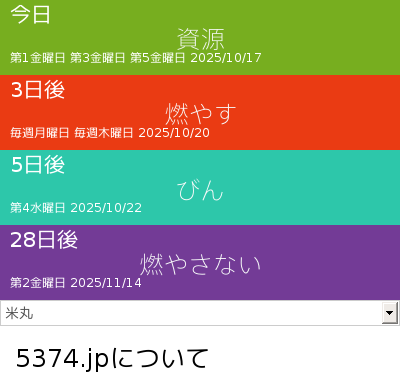 今日
資源
第1金曜日 第3金曜日 第5金曜日 2025/10/17
3日後
燃やす
毎週月曜日 毎週木曜日 2025/10/20
5日後
びん
第4水曜日 2025/10/22
28日後
燃やさない
第2金曜日 2025/11/14
米丸
5374.jpについて